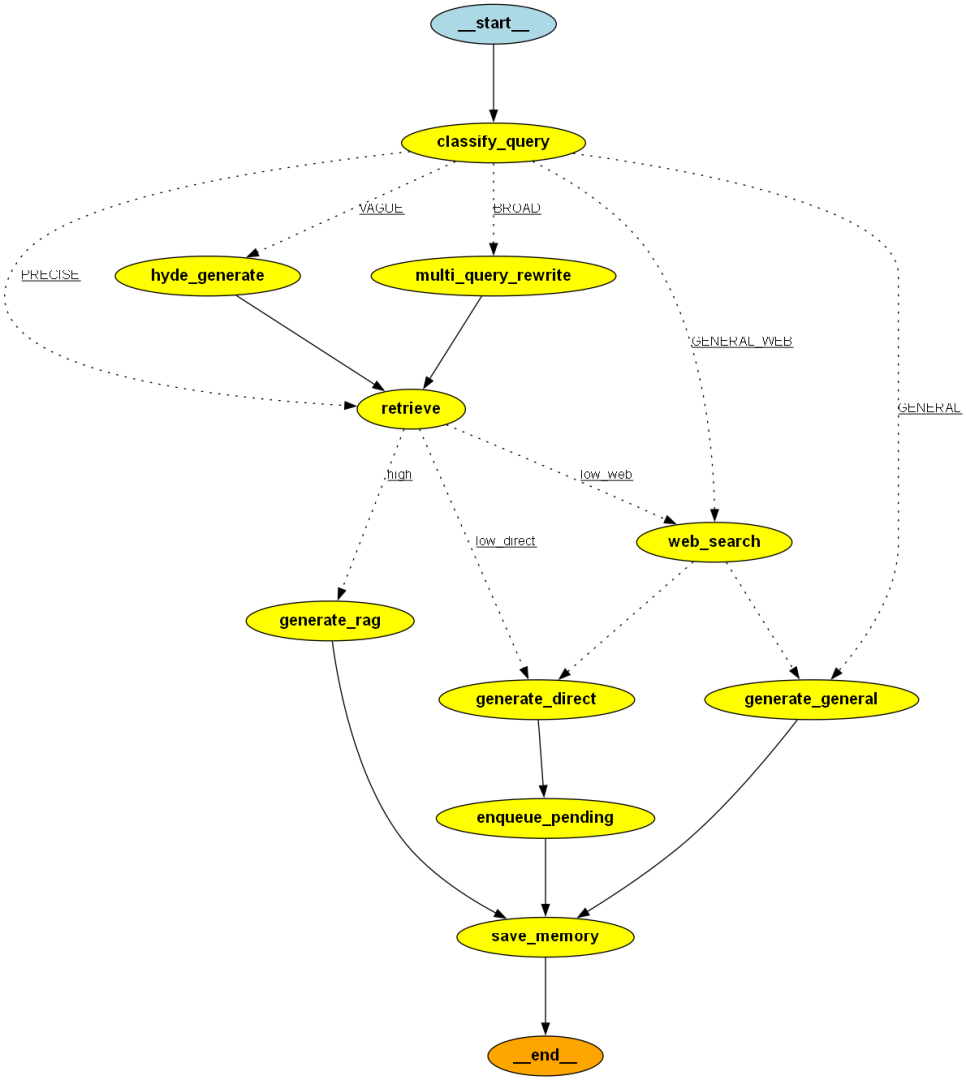 __start__
classify_query
VAGUE
BROAD
PRECISE
hyde_generate
multi_query_rewrite
GENERAL_WEB
retrieve
GENERAL
high
low_web
low_direct
web_search
generate_rag
generate_direct
generate_general
enqueue_pending
save_memory
__end__